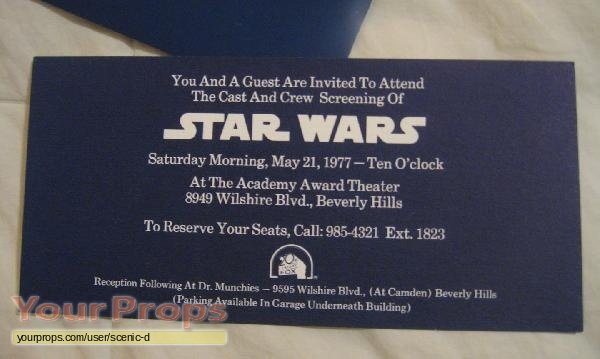 You And A Guest Are Invited To Attend
The Cast And Crew Screening Of
STAR WARS
Saturday Morning, May 21, 1977 — Ten O'clock
At The Academy Award Theater
8949 Wilshire Blvd., Beverly Hills
To Reserve Your Seats, Call: 985-4321 Ext. 1823
FOX
Reception Following At Dr. Munchies — 9595 Wilshire Blvd., (At Camden) Beverly Hills
(Parking Available In Garage Underneath Building)
Your Props
yourprops.com/user/scenic-d